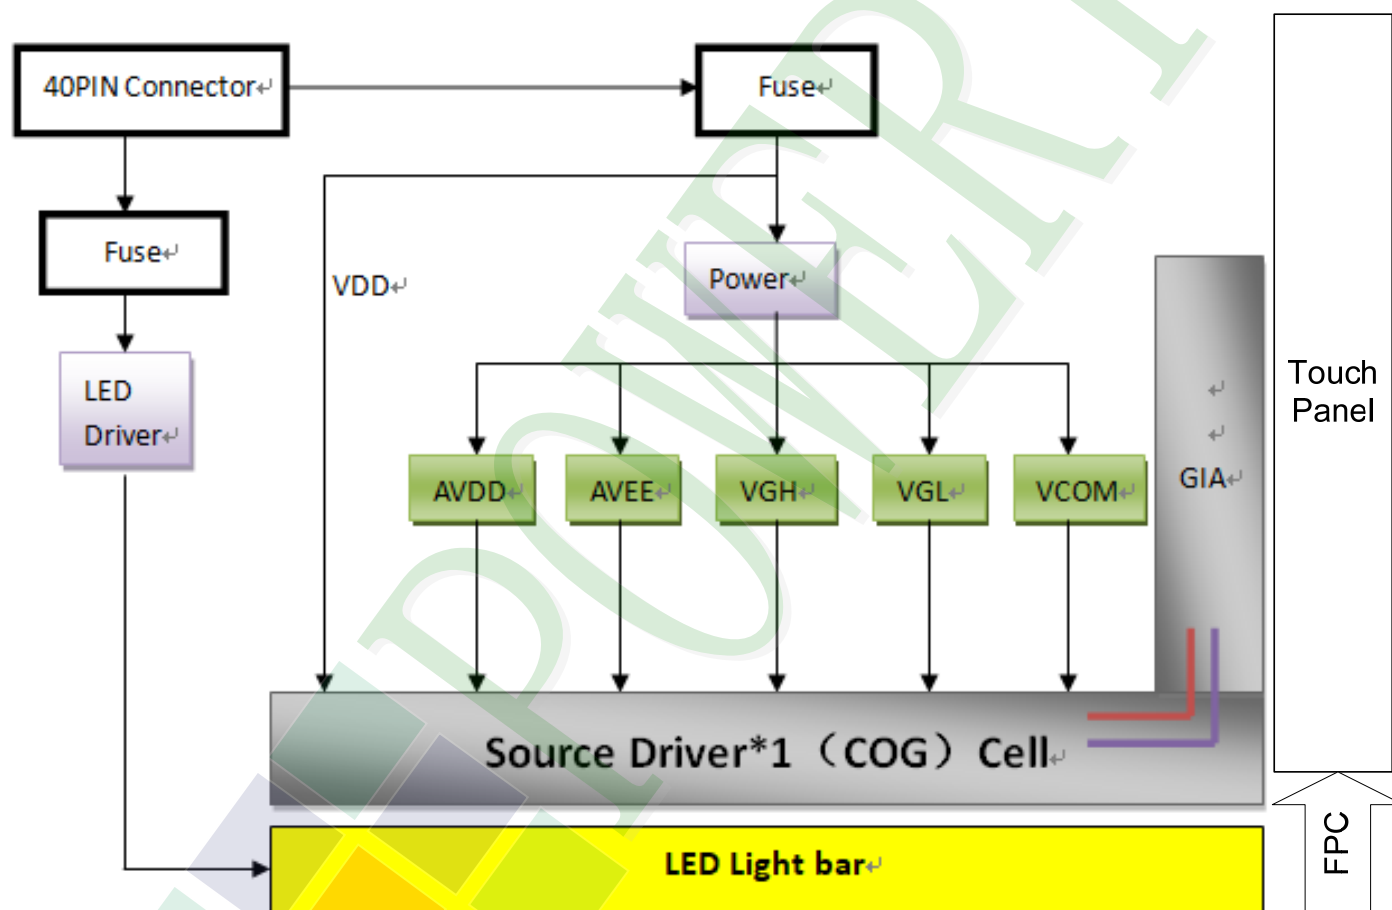 40PIN Connector↵
Fuse↵
Fuse↵
VDD↵
Power↵
LED
Driver↵
Touch
Panel
↵
↵
GIA↵
AVDD↵
AVEE↵
VGH↵
VGL↵
VCOM↵
Source Driver*1（COG）Cell↵
LED Light bar↵
FPC
POWER